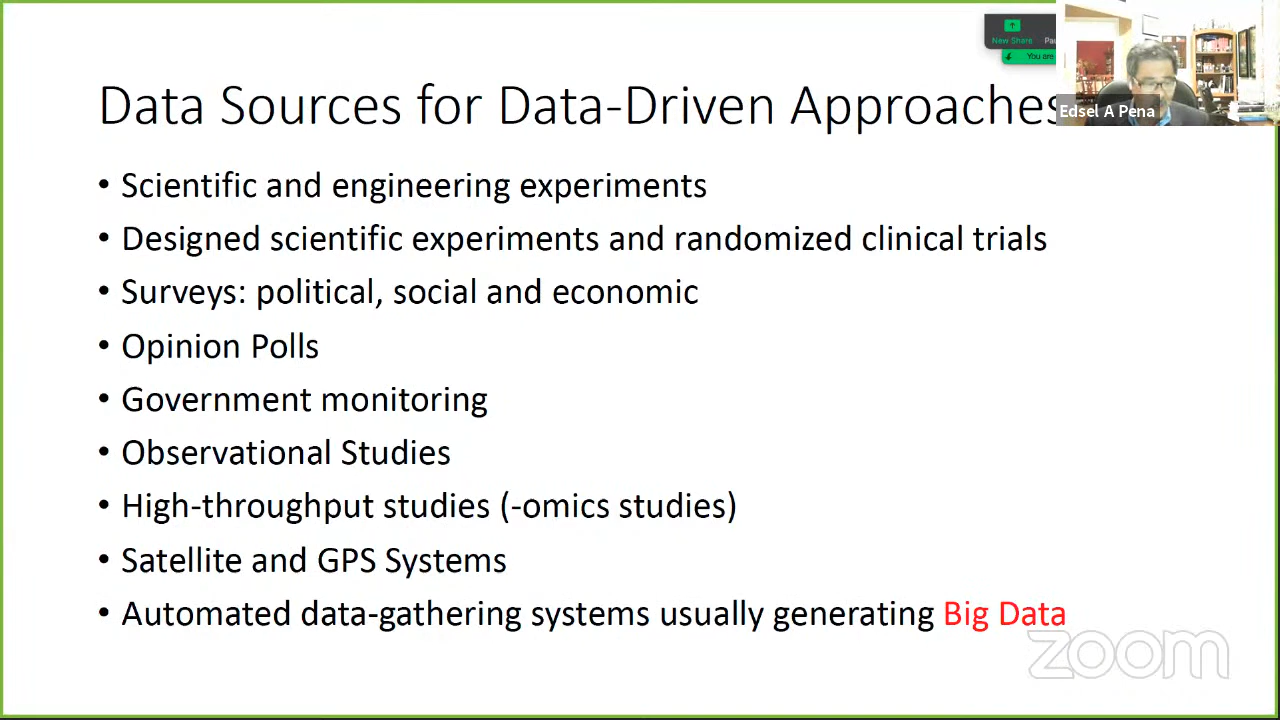 New Share
You are
Edsel A Pena
Data Sources for Data-Driven Approaches
• Scientific and engineering experiments
• Designed scientific experiments and randomized clinical trials
• Surveys: political, social and economic
• Opinion Polls
• Government monitoring
• Observational Studies
• High-throughput studies (-omics studies)
• Satellite and GPS Systems
• Automated data-gathering systems usually generating Big Data
zoom